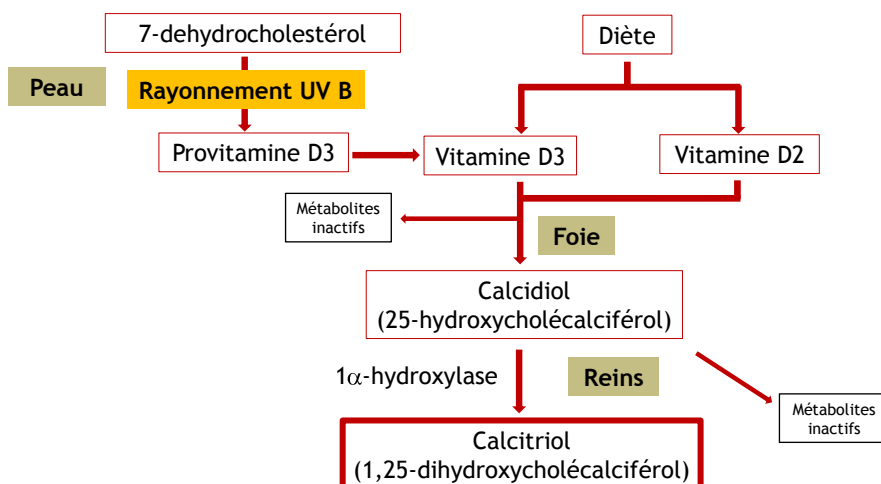 7-dehydrocholestérol
Diète
Peau
Rayonnement UV B
Provitamine D3
Vitamine D3
Vitamine D2
Métabolites
inactifs
Foie
Calcidiol
(25-hydroxycholécalciférol)
1α-hydroxylase
Reins
Métabolites
inactifs
Calcitriol
(1,25-dihydroxycholécalciférol)